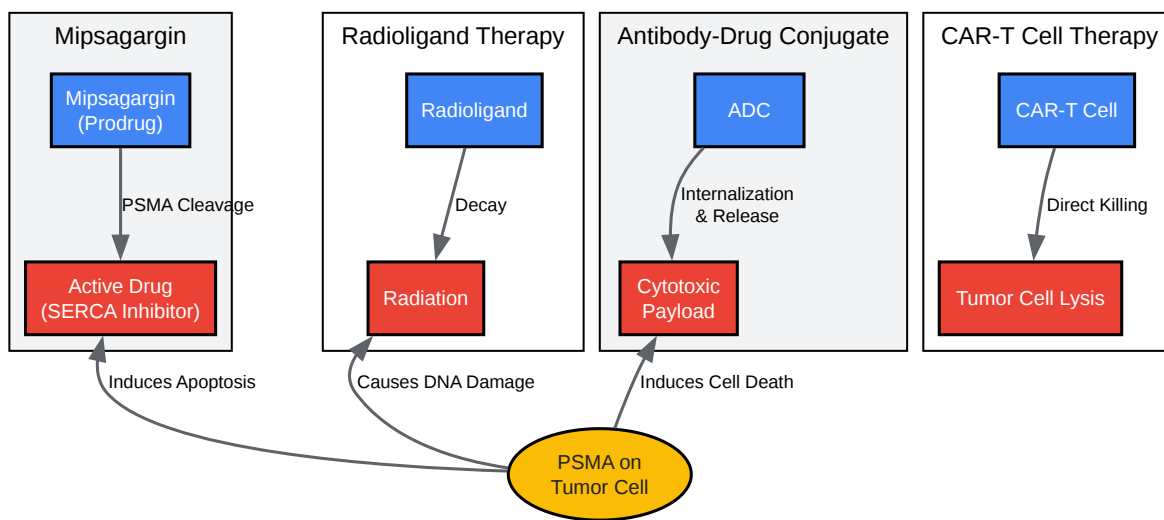 Mipsagargin
Radioligand Therapy
Antibody-Drug Conjugate
CAR-T Cell Therapy
Mipsagargin
(Prodrug)
Radioligand
ADC
CAR-T Cell
PSMA Cleavage
Decay
Internalization
& Release
Direct Killing
Active Drug
(SERCA Inhibitor)
Radiation
Cytotoxic
Payload
Tumor Cell Lysis
Induces Apoptosis
Causes DNA Damage
Induces Cell Death
PSMA on
Tumor Cell